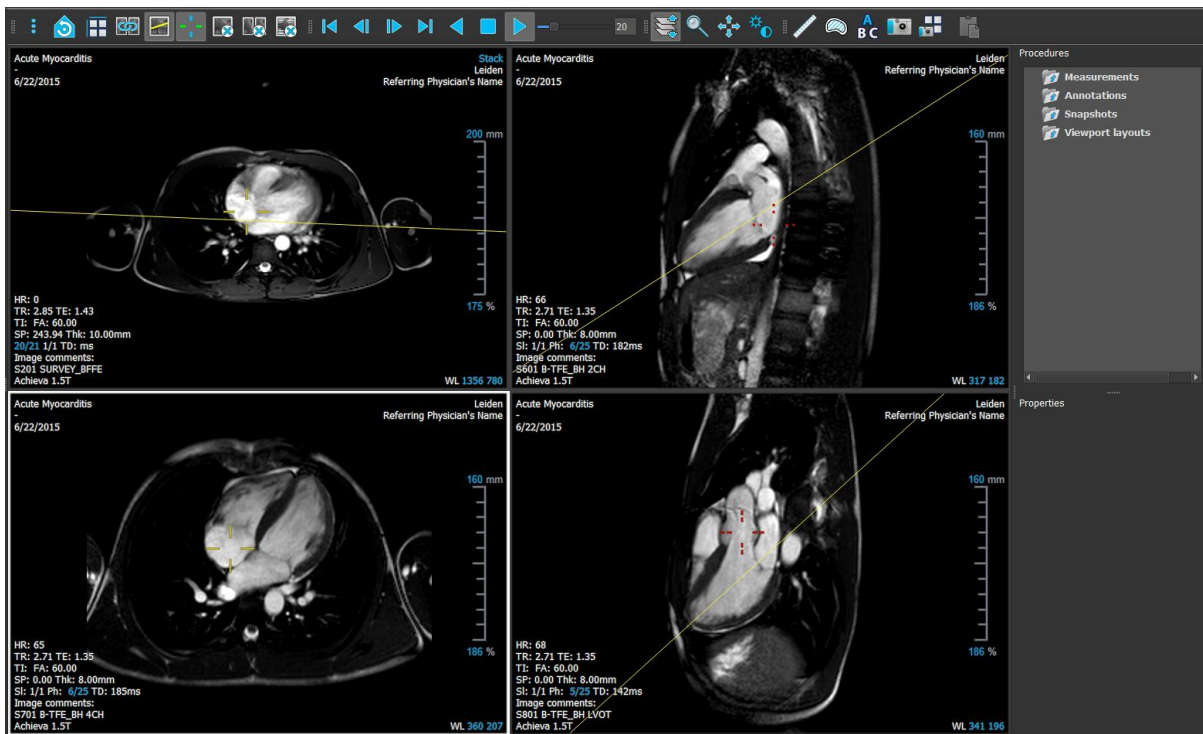 20
A
B C
Acute Myocarditis
-
6/22/2015
Stack
Leiden
Referring Physician's Name
200 mm
175 %
HR: 0
TR: 2.85 TE: 1.43
TI: FA: 60.00
SP: 243.94 Thk: 10.00mm
20/21 1/1 TD: ms
Image comments:
S201 SURVEY_BFFE
Achieva 1.5T
WL 1356 780
Acute Myocarditis
-
6/22/2015
Leiden
Referring Physician's Name
160 mm
186 %
HR: 66
TR: 2.71 TE: 1.35
TI: FA: 60.00
SP: 0.00 Thk: 8.00mm
Sl: 1/1 Ph: 6/25 TD: 182ms
Image comments:
S601 B-TFE_BH 2CH
Achieva 1.5T
WL 317 182
Procedures
Measurements
Annotations
Snapshots
Viewport layouts
Acute Myocarditis
-
6/22/2015
Leiden
Referring Physician's Name
160 mm
186 %
HR: 65
TR: 2.71 TE: 1.35
TI: FA: 60.00
SP: 0.00 Thk: 8.00mm
Sl: 1/1 Ph: 6/25 TD: 185ms
Image comments:
S701 B-TFE_BH 4CH
Achieva 1.5T
WL 360 207
Acute Myocarditis
-
6/22/2015
Leiden
Referring Physician's Name
160 mm
186 %
HR: 68
TR: 2.71 TE: 1.35
TI: FA: 60.00
SP: 0.00 Thk: 8.00mm
Sl: 1/1 Ph: 5/25 TD: 142ms
Image comments:
S801 B-TFE_BH LVOT
Achieva 1.5T
WL 341 196
Properties